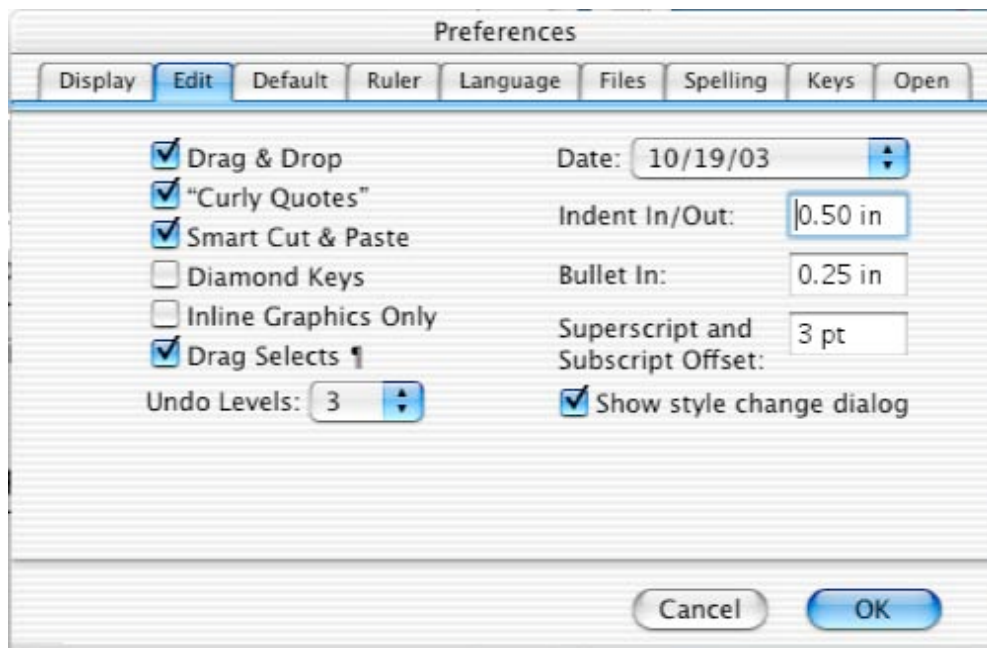 Preferences
Display Edit Default Ruler Language Files Spelling Keys Open
Drag & Drop
“Curly Quotes”
Smart Cut & Paste
Diamond Keys
Inline Graphics Only
Drag Selects ¶
Undo Levels: 3
Date: 10/19/03
Indent In/Out: 0.50 in
Bullet In: 0.25 in
Superscript and
Subscript Offset: 3 pt
Show style change dialog
Cancel OK